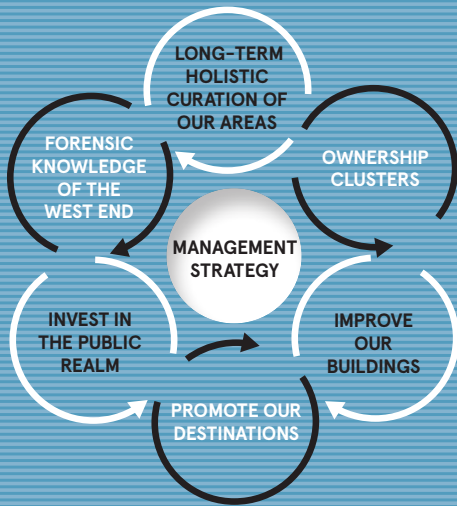 LONG-TERM
HOLISTIC
CURATION OF
OUR AREAS
FORENSIC
KNOWLEDGE
OF THE
WEST END
OWNERSHIP
CLUSTERS
MANAGEMENT
STRATEGY
INVEST IN
THE PUBLIC
REALM
IMPROVE
OUR
BUILDINGS
PROMOTE OUR
DESTINATIONS